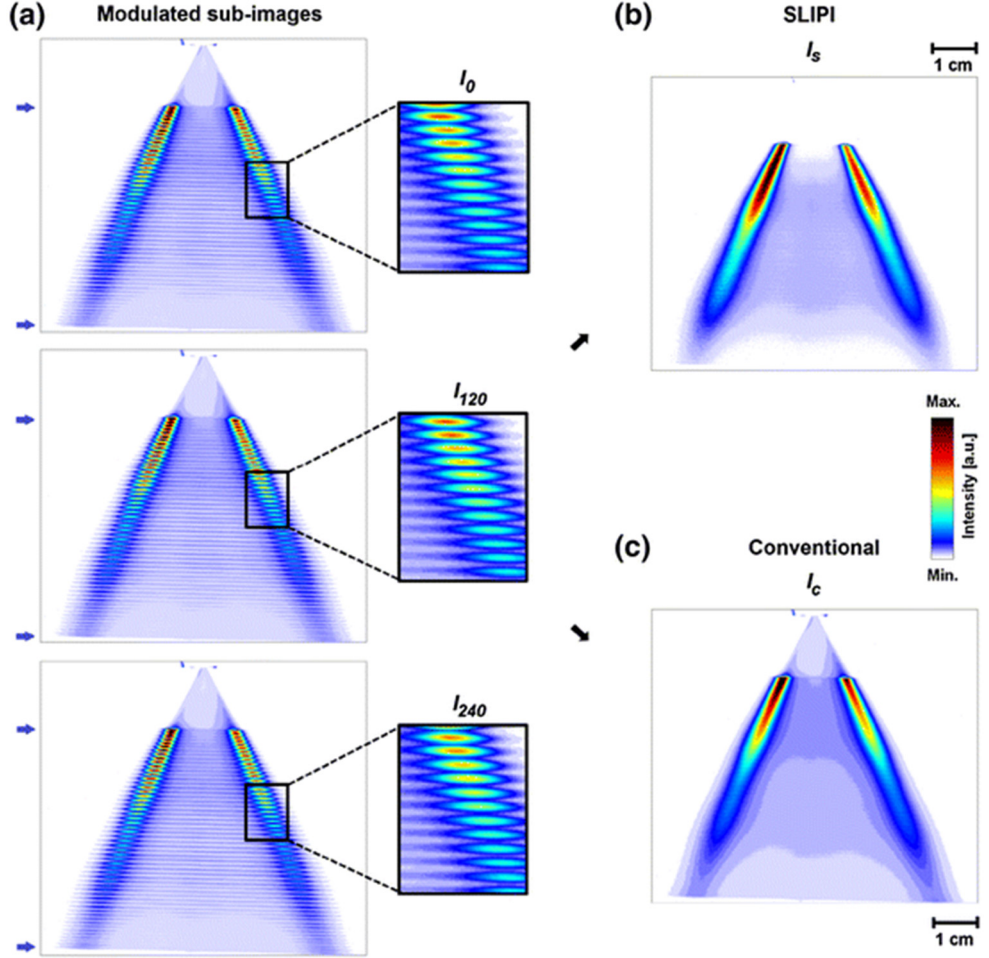 (a) Modulated sub-images
I0
I120
I240
(b) SLIPI
Is
1 cm
Max.
Intensity [a.u.]
Min.
(c) Conventional
Ic
1 cm